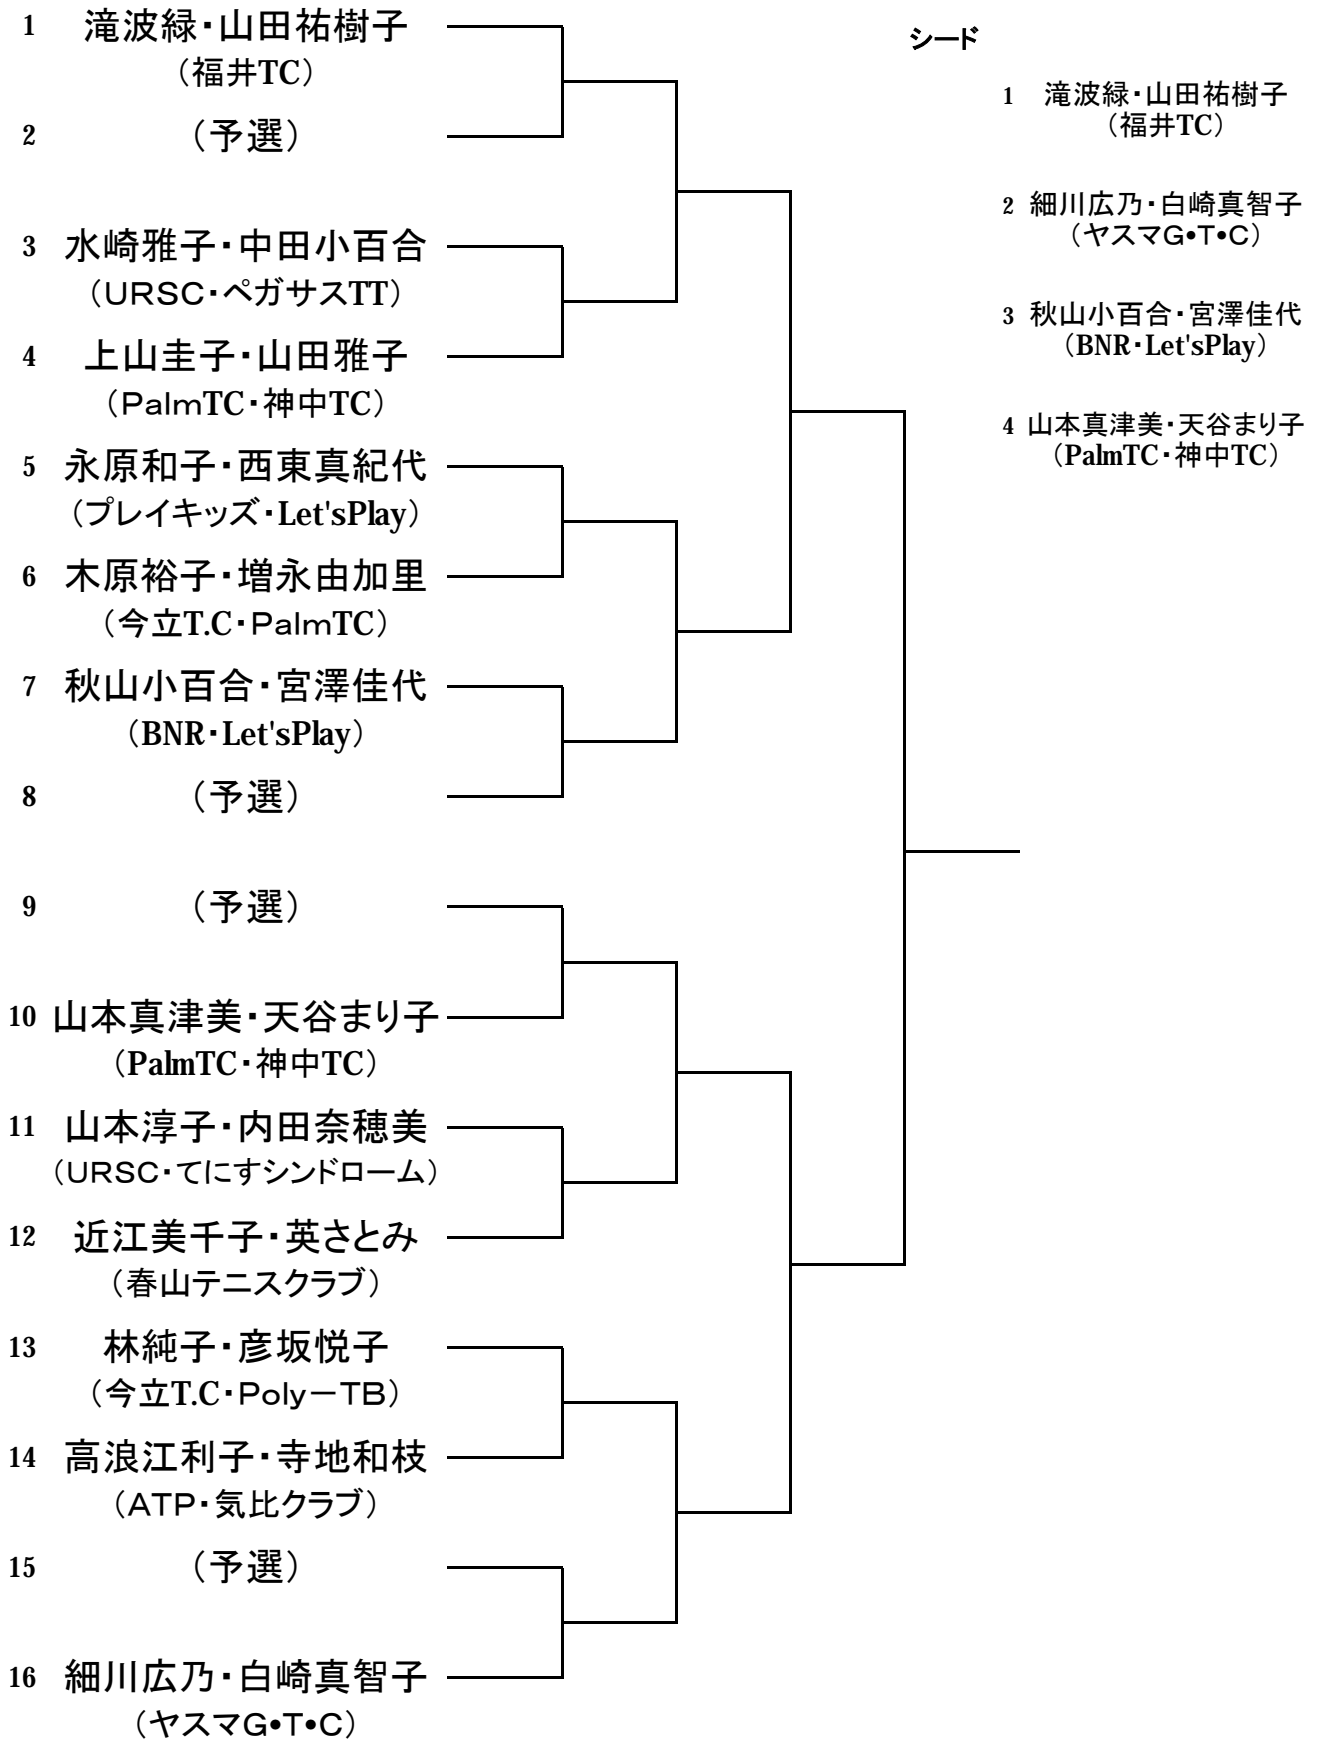 1 滝波緑・山田祐樹子
（福井TC）
2 （予選）
3 水崎雅子・中田小百合
（URSC・ペガサスTT）
4 上山圭子・山田雅子
（PalmTC・神中TC）
5 永原和子・西東真紀代
（プレイキッズ・Let'sPlay）
6 木原裕子・増永由加里
（今立T.C・PalmTC）
7 秋山小百合・宮澤佳代
（BNR・Let'sPlay）
8 （予選）
9 （予選）
10 山本真津美・天谷まり子
（PalmTC・神中TC）
11 山本淳子・内田奈穂美
（URSC・てにすシンドローム）
12 近江美千子・英さとみ
（春山テニスクラブ）
13 林純子・彦坂悦子
（今立T.C・Poly－TB）
14 高浪江利子・寺地和枝
（ATP・気比クラブ）
15 （予選）
16 細川広乃・白崎真智子
（ヤスマG•T•C）
シード
1 滝波緑・山田祐樹子
（福井TC）
2 細川広乃・白崎真智子
（ヤスマG•T•C）
3 秋山小百合・宮澤佳代
（BNR・Let'sPlay）
4 山本真津美・天谷まり子
（PalmTC・神中TC）